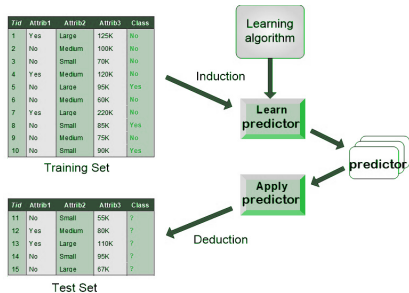 Tid Attrib1 Attrib2 Attrib3 Class
1 Yes Large 125K No
2 No Medium 100K No
3 No Small 70K No
4 Yes Medium 120K No
5 No Large 95K Yes
6 No Medium 60K No
7 Yes Large 220K No
8 No Small 85K Yes
9 No Medium 75K No
10 No Small 90K Yes
Training Set
Learning
algorithm
Induction
Learn
predictor
predictor
Apply
predictor
Deduction
Tid Attrib1 Attrib2 Attrib3 Class
11 No Small 55K ?
12 Yes Medium 80K ?
13 Yes Large 110K ?
14 No Small 95K ?
15 No Large 67K ?
Test Set